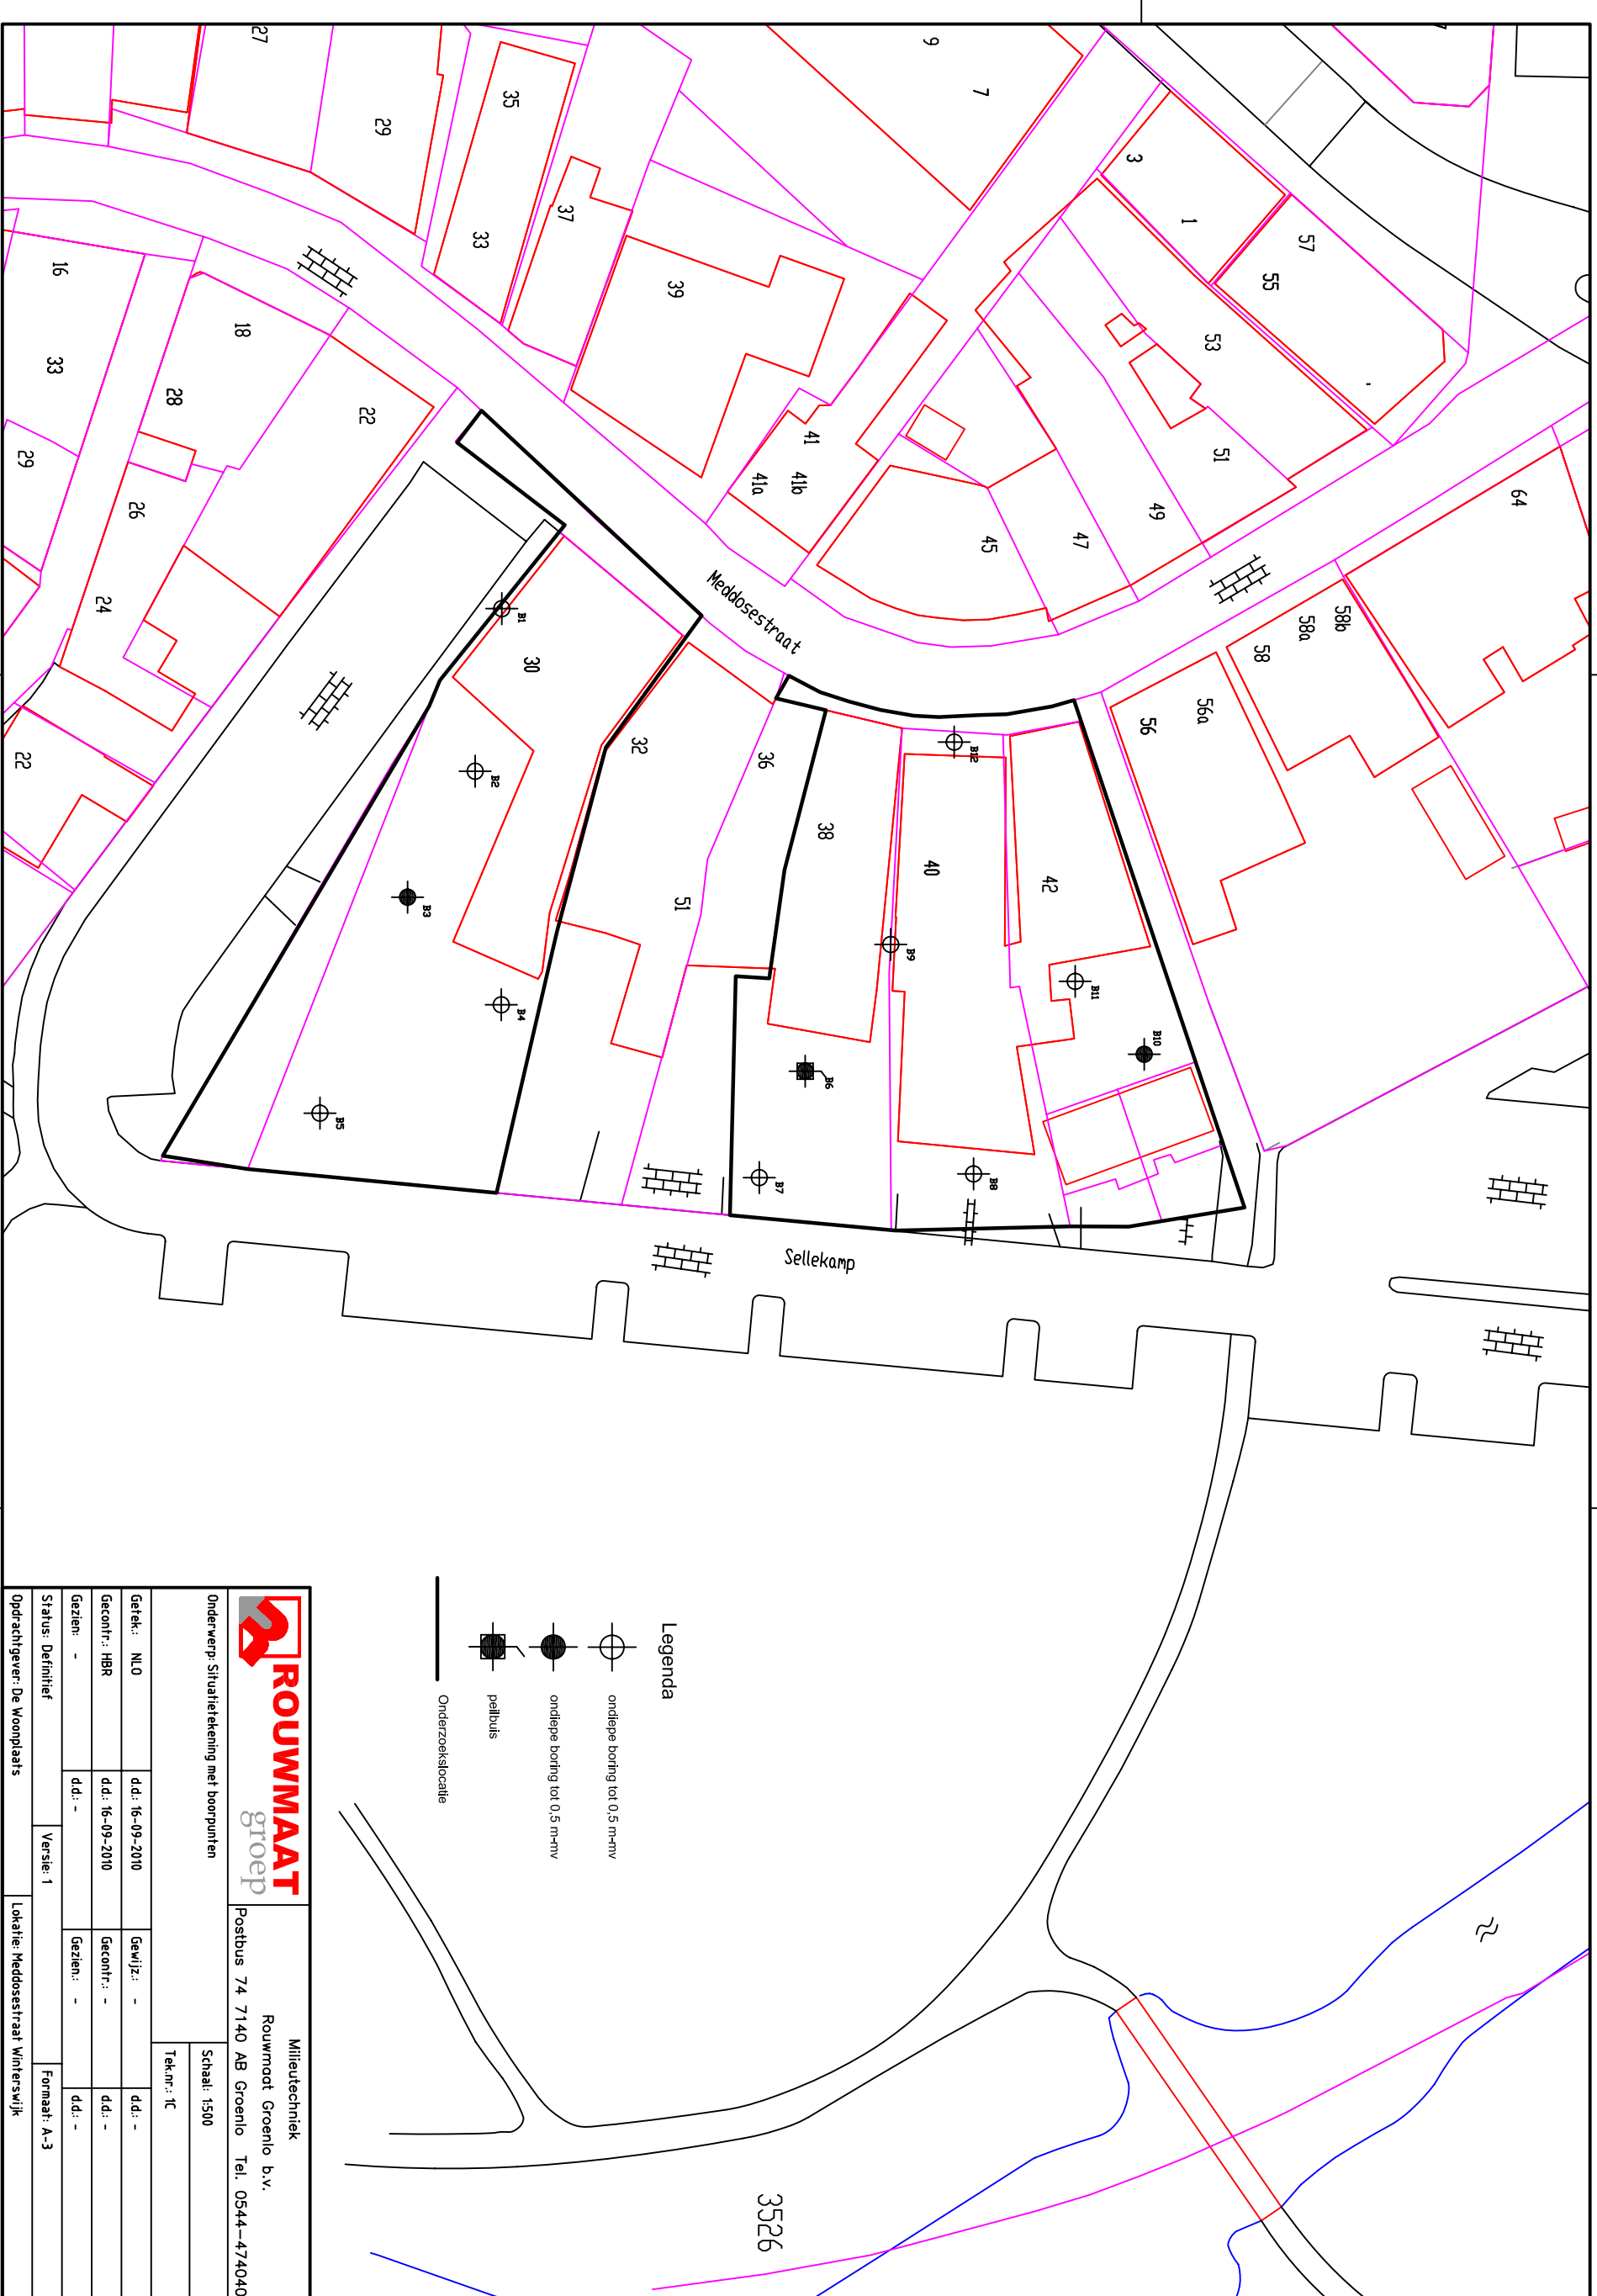 27
29
35
33
37
39
9
7
3
1
57
55
53
51
49
47
45
41
41b
41a
16
18
33
28
22
29
26
24
22
64
58b
58a
58
56a
56
Meddosestraat
30
32
36
38
40
42
51
B1
B2
B3
B4
B5
B6
B7
B8
B9
B10
B11
B12
Sellekamp
3526
Legenda
ondiepe boring tot 0,5 m-mv
ondiepe boring tot 0,5 m-mv
peilbuis
Onderzoekslocatie
ROUWMAAT
groep
Milieutechniek
Rouwmaat Groenlo b.v.
Postbus 74 7140 AB Groenlo Tel. 0544-474040
Onderwerp: Situatietekening met boorpunten
Schaal: 1:500
Tek.nr.: 1C
Getek.: NLO d.d.: 16-09-2010 Gewijz.: - d.d.: -
Gecontr.: HBR d.d.: 16-09-2010 Gecontr.: - d.d.: -
Gezien: - d.d.: - Gezien.: - d.d.: -
Status: Definitief Versie: 1 Formaat: A-3
Opdrachtgever: De Woonplaats Lokatie: Meddosestraat Winterswijk